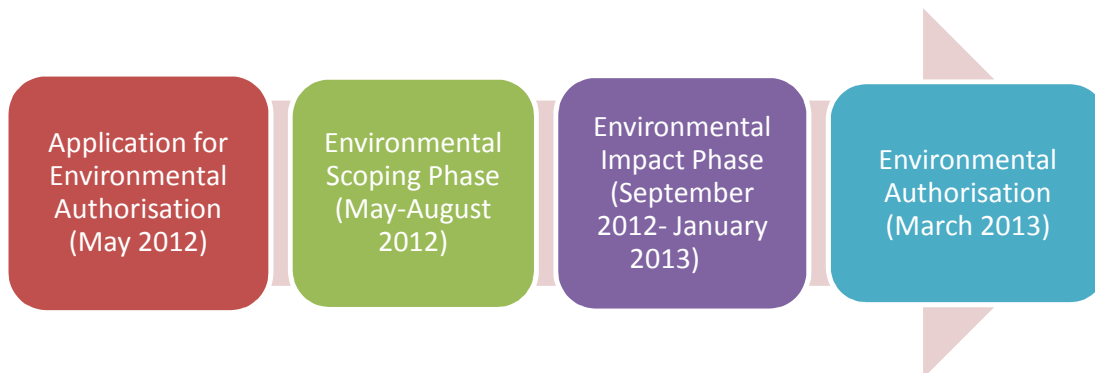 Application for
Environmental
Authorisation
(May 2012)
Environmental
Scoping Phase
(May-August
2012)
Environmental
Impact Phase
(September
2012- January
2013)
Environmental
Authorisation
(March 2013)